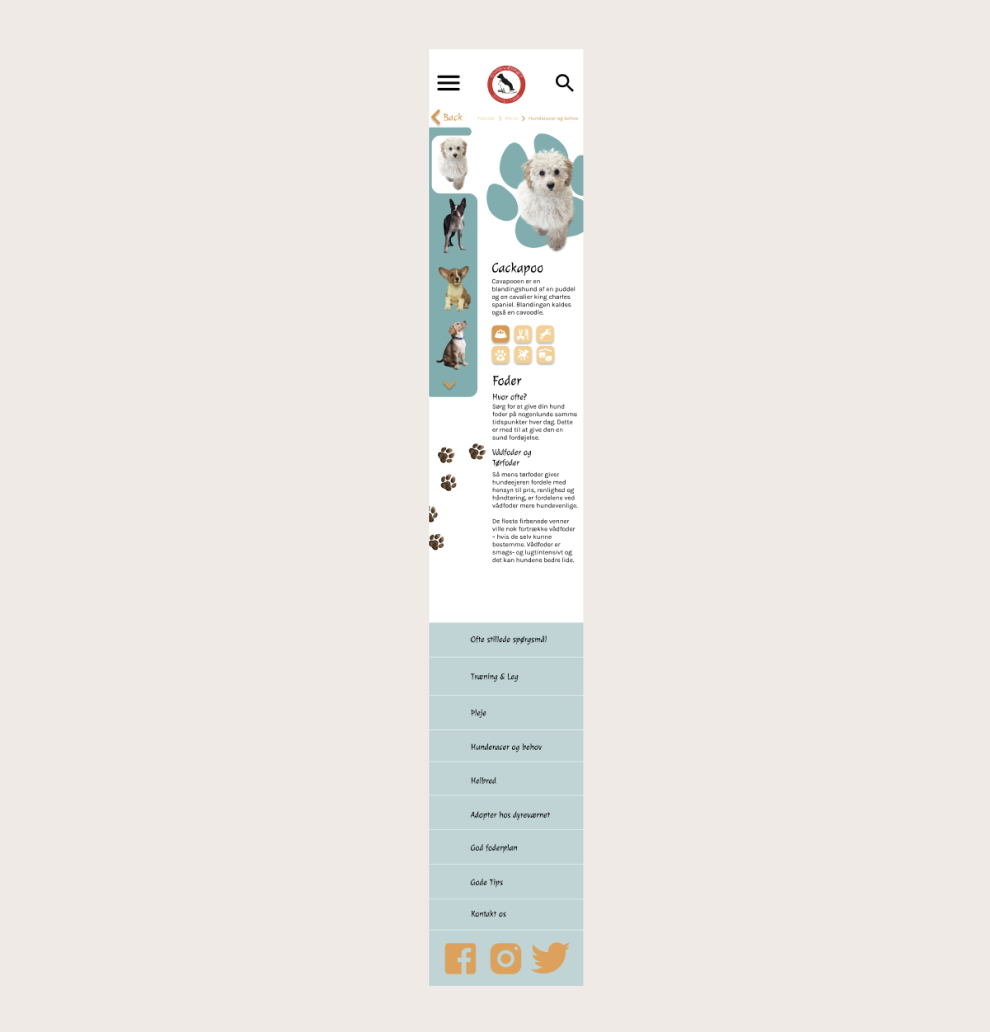 Back
Hunderacer og behov
Cackapoo
Cavapooen er en
blandingshund af en puddel
og en cavalier king charles
spaniel. Blandingen kaldes
også en cavoodle.
Foder
Hvor ofte?
Sørg for at give din hund
foder på nogenlunde samme
tidspunkter hver dag. Dette
er med til at give den en
sund fordøjelse.
Vådfoder og
Tørfoder
Så mens tørfoder giver
hundeejeren fordele med
hensyn til pris, renlighed og
håndtering, er fordelene ved
vådfoder mere hundevenlige.
De fleste firbenede venner
ville nok fortrække vådfoder
- hvis de selv kunne
bestemme. Vådfoder er
smags- og lugtintensivt og
det kan hundene bedre lide.
Ofte stillede spørgsmål
Træning & Leg
Pleje
Hunderacer og behov
Helbred
Adopter hos dyreværnet
God foderplan
Gode Tips
Kontakt os